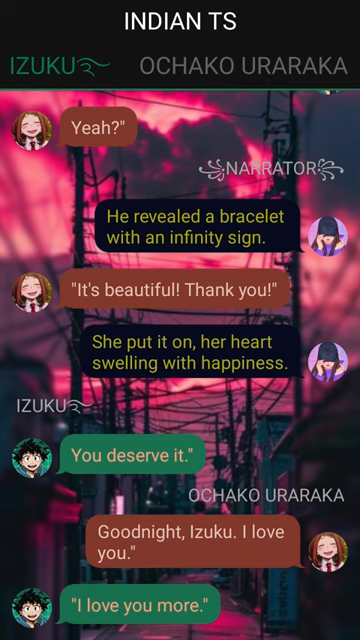 INDIAN TS
IZUKU࿐ OCHAKO URARAKA
Yeah?"
꧁NARRATOR꧂
He revealed a bracelet
with an infinity sign.
"It's beautiful! Thank you!"
She put it on, her heart
swelling with happiness.
IZUKU࿐
You deserve it."
OCHAKO URARAKA
Goodnight, Izuku. I love
you."
"I love you more."